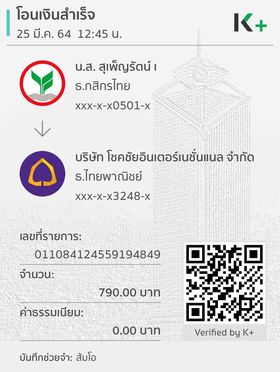 โอนเงินสำเร็จ
25 มี.ค. 64 12:45 น.
K+
น.ส. สุเพ็ญรัตน์ เ
ธ.กสิกรไทย
xxx-x-x0501-x
บริษัท โชคชัยอินเตอร์เนชั่นแนล จำกัด
ธ.ไทยพาณิชย์
xxx-x-x3248-x
เลขที่รายการ:
011084124559194849
จำนวน:
790.00 บาท
ค่าธรรมเนียม:
0.00 บาท
Verified by K+
บันทึกช่วยจำ: ส้มโอ